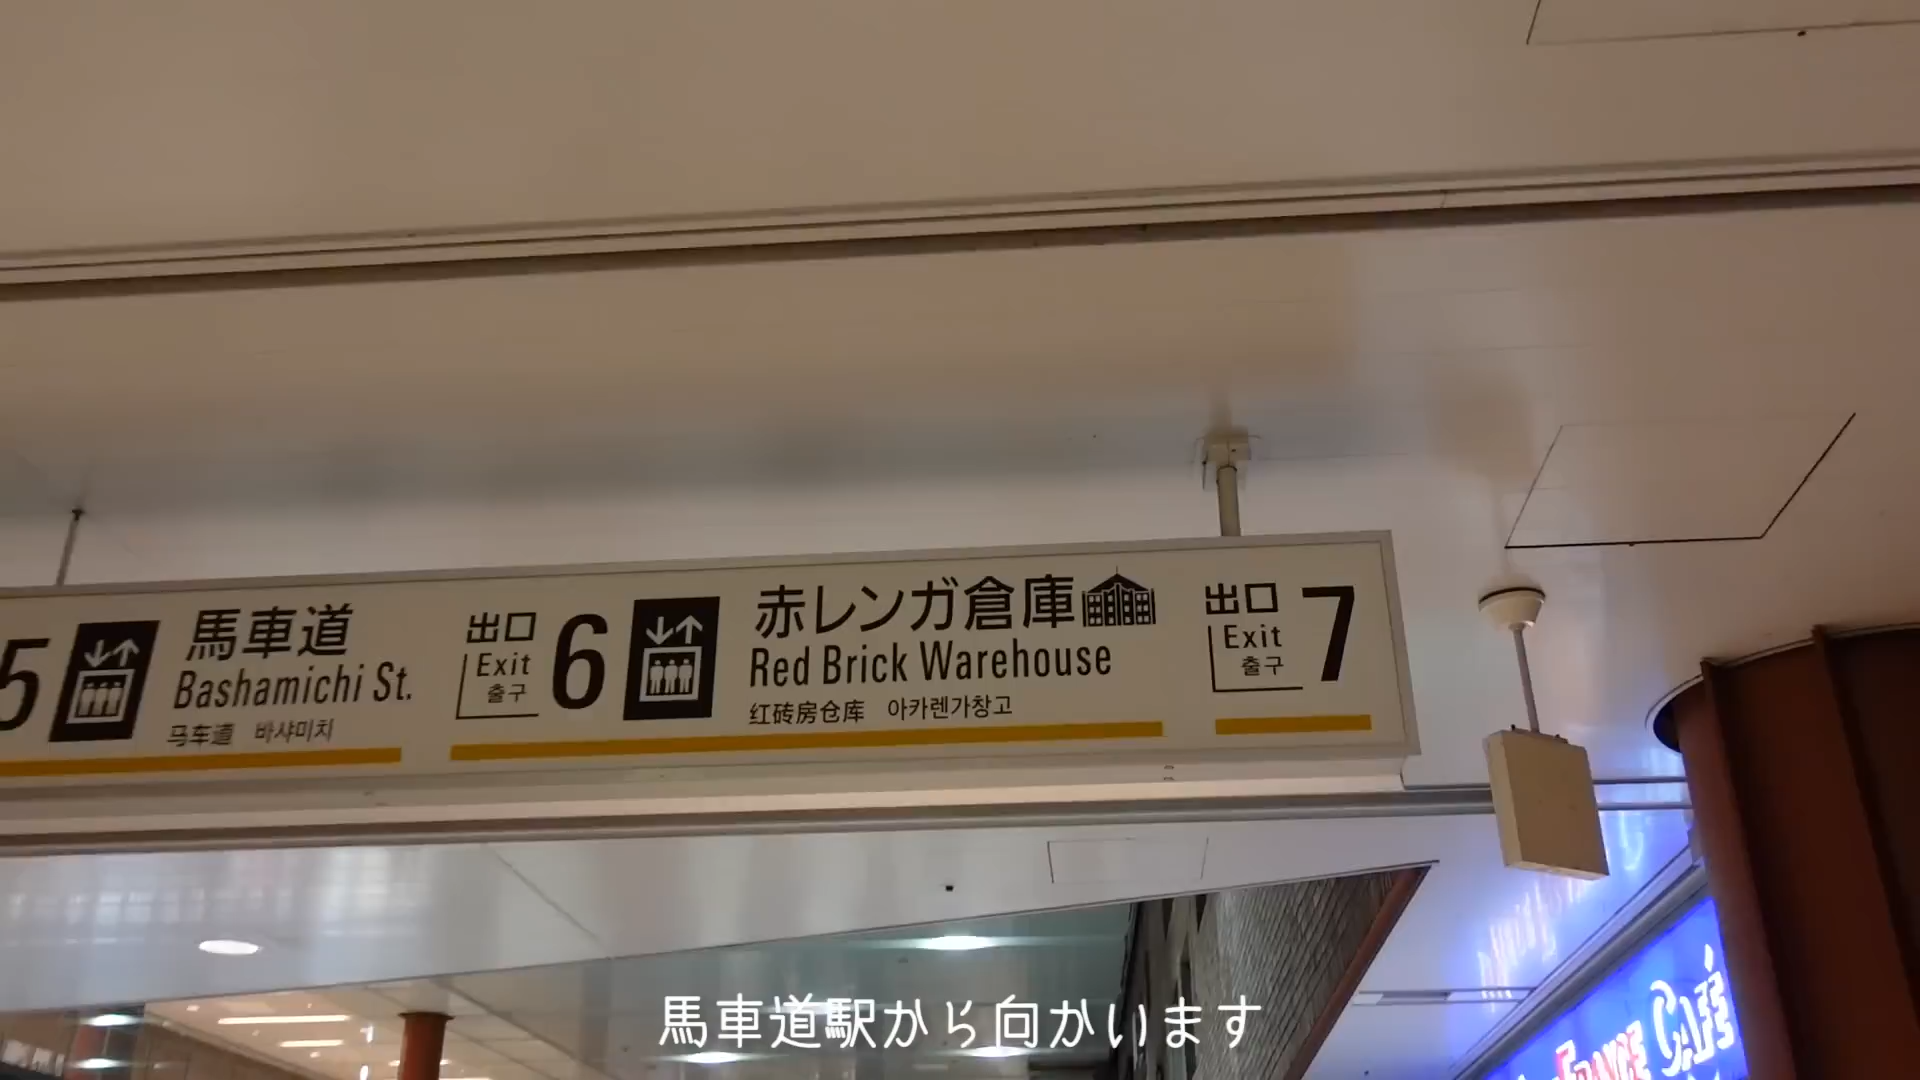 5
馬車道
Bashamichi St.
马车道 바샤미치
出口
Exit
출구
6
赤レンガ倉庫
Red Brick Warehouse
红砖房仓库 아카렌가창고
出口
Exit
출구
7
FRANCE CAFÉ
馬車道駅から向かいます